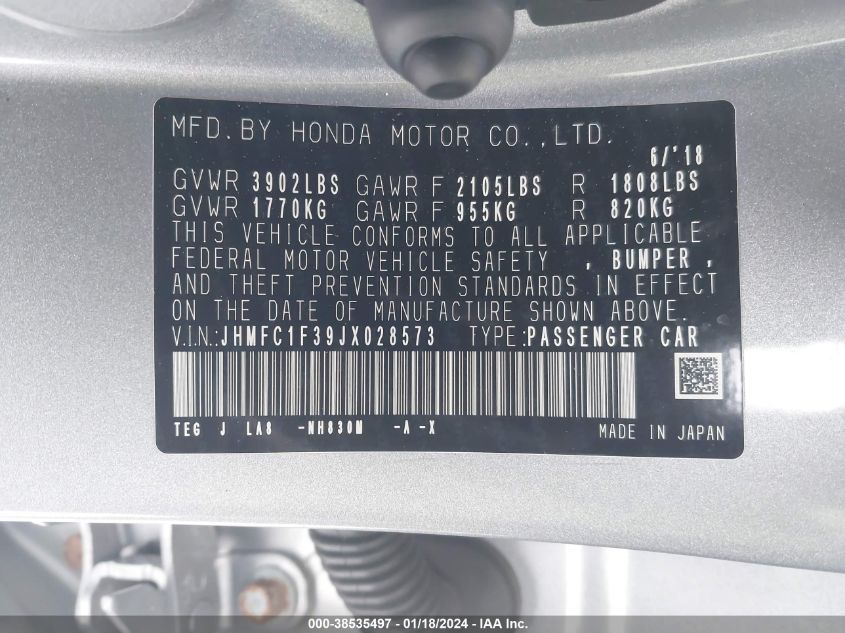 MFD. BY HONDA MOTOR CO.,LTD.
6/'18
GVWR 3902LBS GAWR F 2105LBS R 1808LBS
GVWR 1770KG GAWR F 955KG R 820KG
THIS VEHICLE CONFORMS TO ALL APPLICABLE
FEDERAL MOTOR VEHICLE SAFETY , BUMPER ,
AND THEFT PREVENTION STANDARDS IN EFFECT
ON THE DATE OF MANUFACTURE SHOWN ABOVE.
V.I.N.:JHMFC1F39JX028573 TYPE:PASSENGER CAR
TEG J LA8 -NH830M -A -X MADE IN JAPAN
000-38535497 - 01/18/2024 - IAA Inc.